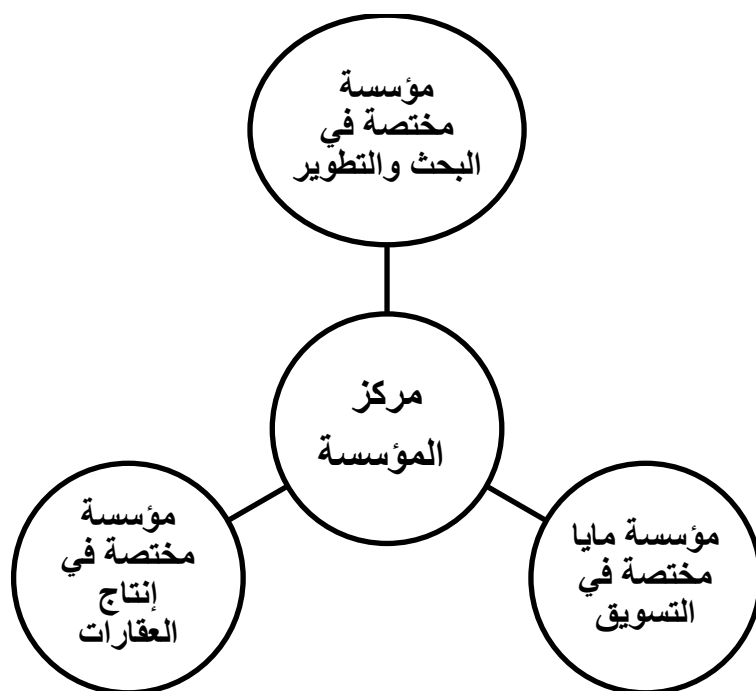 مؤسسة
مختصة في
البحث والتطوير
مركز
المؤسسة
مؤسسة مايا
مختصة في
التسويق
مؤسسة
مختصة في
إنتاج
العقارات